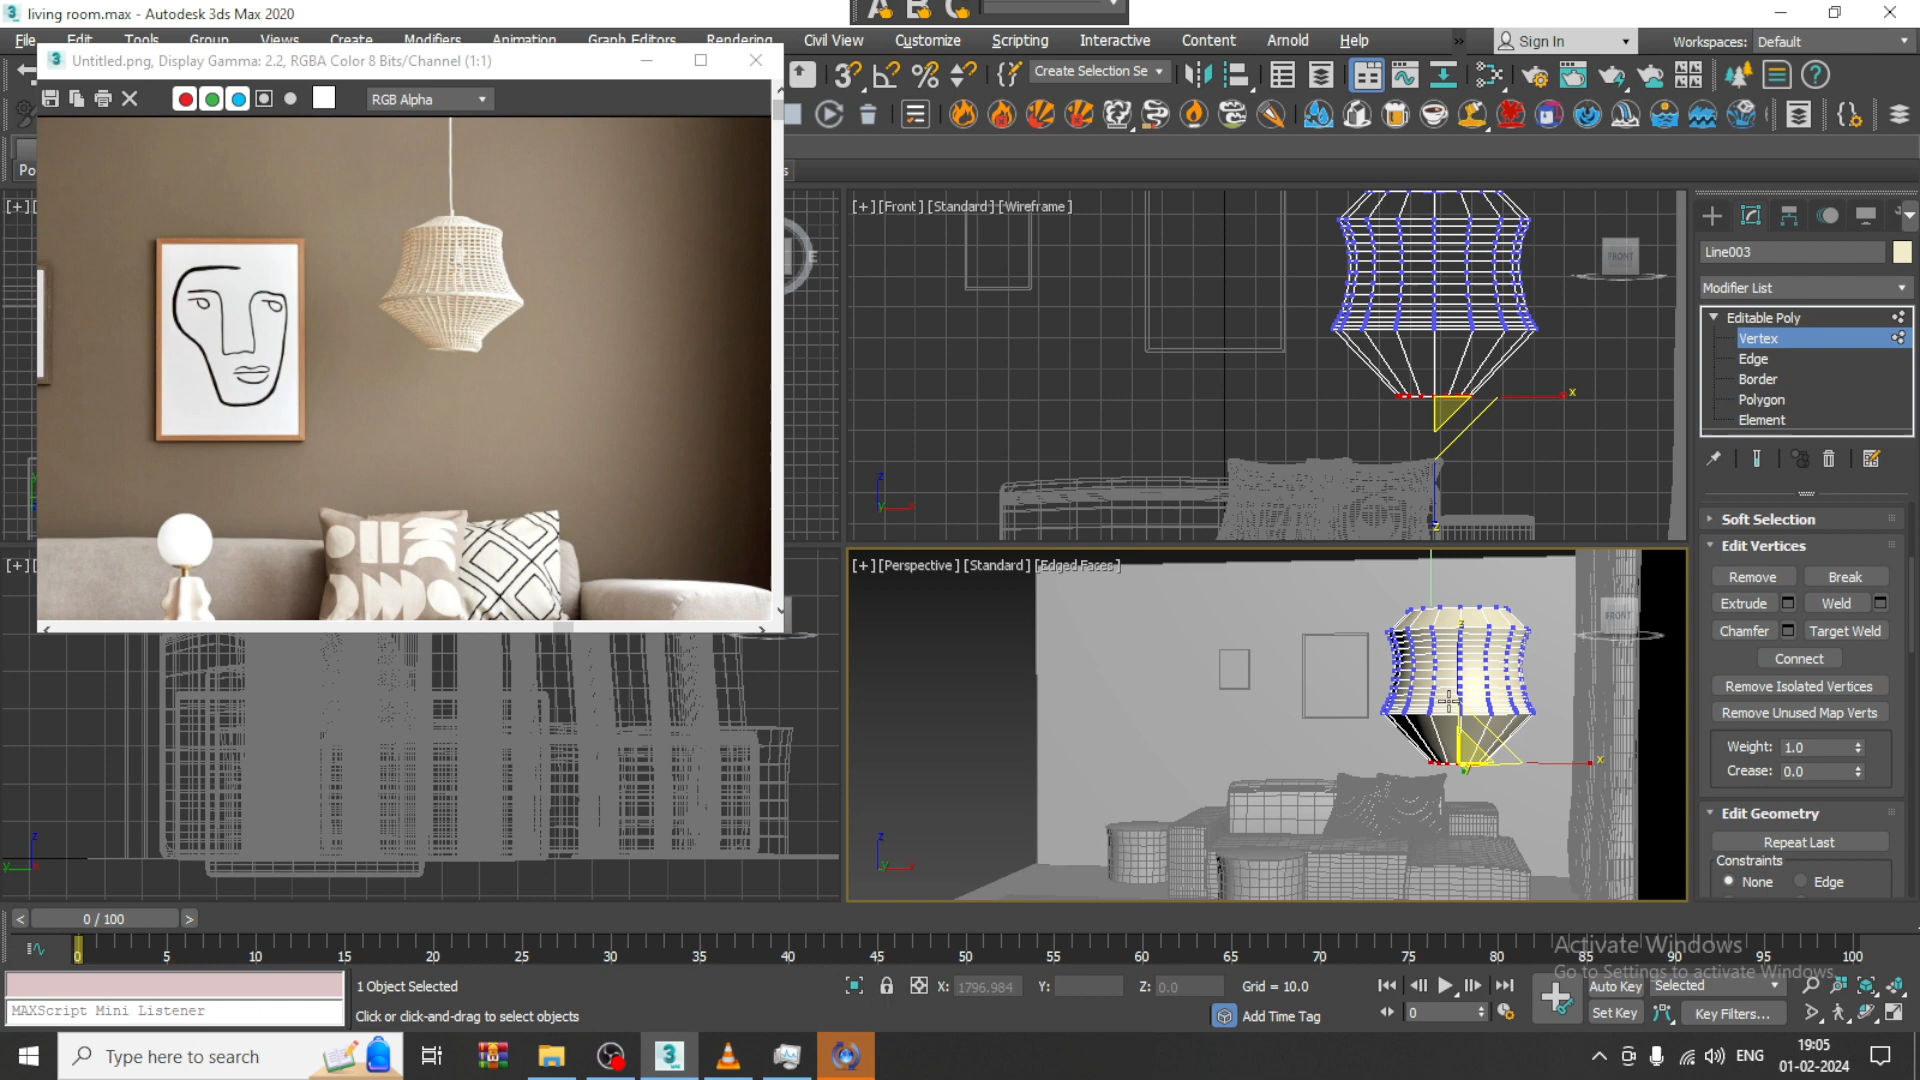 living room.max - Autodesk 3ds Max 2020
File Edit Tools Group Views Create Modifiers Animation Graph Editors Rendering Civil View Customize Scripting Interactive Content Arnold Help
Sign In
Workspaces: Default
Untitled.png, Display Gamma: 2.2, RGBA Color 8 Bits/Channel (1:1)
Create Selection Se
RGB Alpha
Po
[+] [Front] [Standard] [Wireframe]
FRONT
E
Line003
Modifier List
Editable Poly
Vertex
Edge
Border
Polygon
Element
x
z
Soft Selection
Edit Vertices
[+] [Perspective] [Standard] [Edged Faces]
FRONT
Remove Break
Extrude Weld
Chamfer Target Weld
Connect
Remove Isolated Vertices
Remove Unused Map Verts
Weight: 1.0
Crease: 0.0
Edit Geometry
Repeat Last
Constraints
None Edge
0 / 100
0 5 10 15 20 25 30 35 40 45 50 55 60 65 70 75 80 85 90 95 100
Activate Windows
Go to Settings to activate Windows.
1 Object Selected
X: 1796.984 Y: Z: 0.0 Grid = 10.0
Auto Key Selected
MAXScript Mini Listener
Click or click-and-drag to select objects
Add Time Tag
0
Set Key Key Filters...
Type here to search
ENG
19:05
01-02-2024